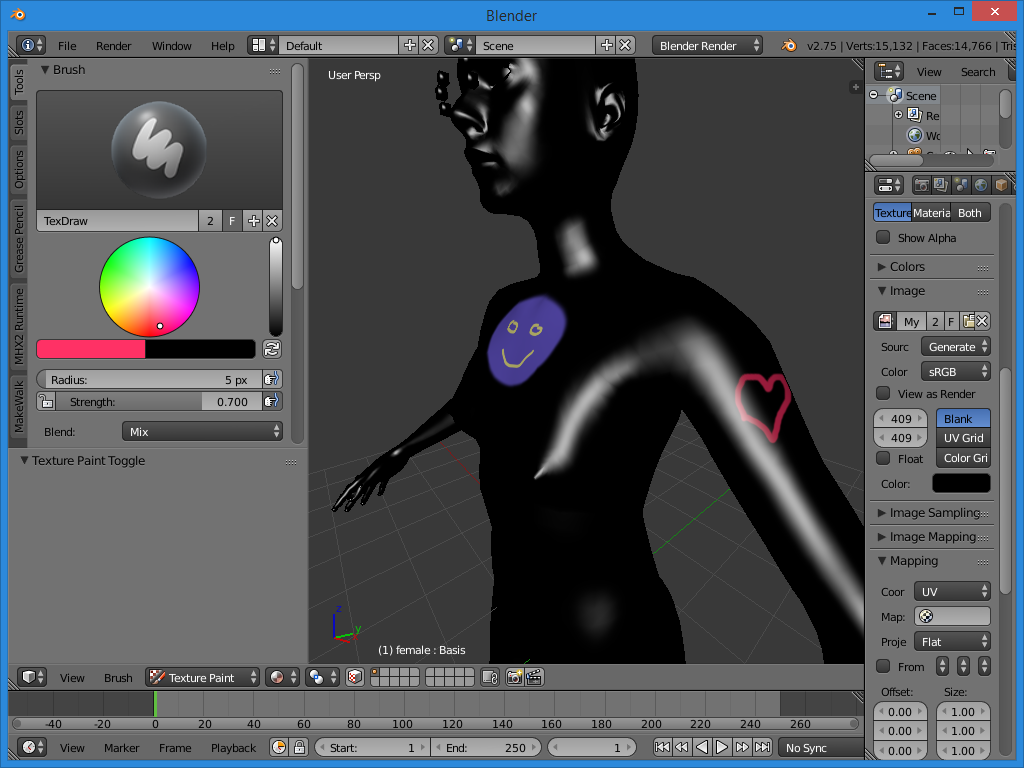 Blender
File Render Window Help Default Scene Blender Render v2.75 | Verts:15,132 | Faces:14,766 | Tris
Tools
Slots
Options
Grease Pencil
MHX2 Runtime
MakeWalk
Brush
TexDraw 2 F
Radius: 5 px
Strength: 0.700
Blend: Mix
Texture Paint Toggle
User Persp
(1) female : Basis
View Search
Scene
Re
Wo
Texture Materia Both
Show Alpha
Colors
Image
My 2 F
Sourc Generate
Color sRGB
View as Render
409 Blank
409 UV Grid
Float Color Gri
Color:
Image Sampling
Image Mapping
Mapping
Coor UV
Map:
Proje Flat
From
Offset: Size:
0.00 1.00
0.00 1.00
0.00 1.00
z
y
View Brush Texture Paint
-40 -20 0 20 40 60 80 100 120 140 160 180 200 220 240 260
View Marker Frame Playback Start: 1 End: 250 1 No Sync